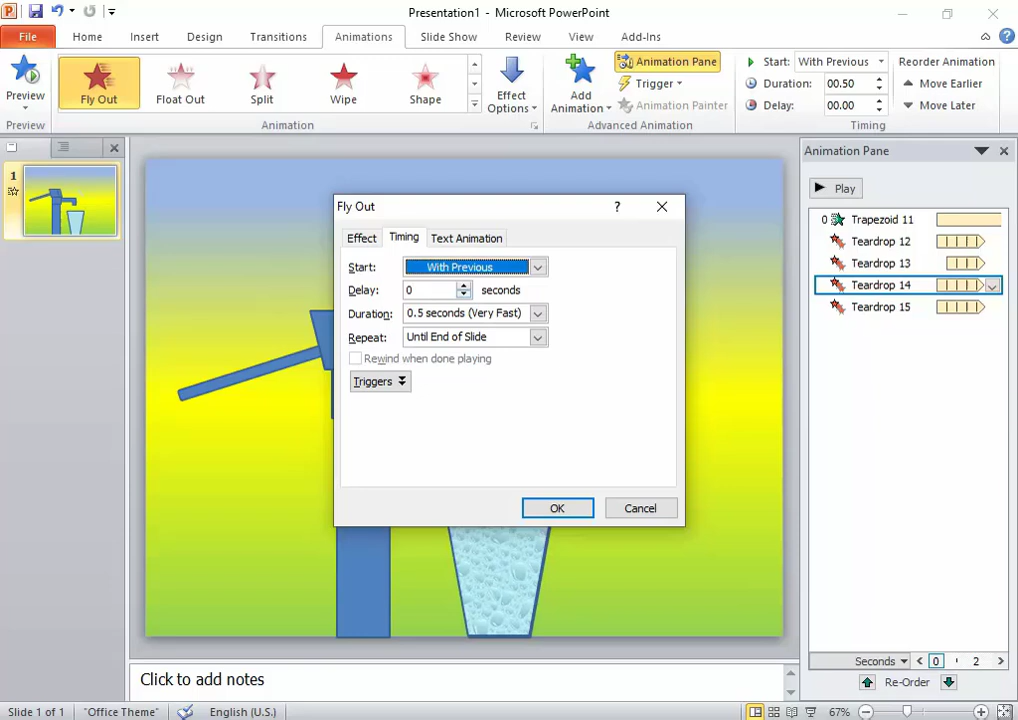 Presentation1 - Microsoft PowerPoint
File Home Insert Design Transitions Animations Slide Show Review View Add-Ins
Preview
Fly Out Float Out Split Wipe Shape
Effect Options
Add Animation
Animation Pane
Trigger
Animation Painter
Start: With Previous
Duration: 00.50
Delay: 00.00
Reorder Animation
Move Earlier
Move Later
Preview Animation Advanced Animation Timing
1
Fly Out ?
Effect Timing Text Animation
Start: With Previous
Delay: 0 seconds
Duration: 0.5 seconds (Very Fast)
Repeat: Until End of Slide
Rewind when done playing
Triggers
OK Cancel
Animation Pane
Play
0 Trapezoid 11
Teardrop 12
Teardrop 13
Teardrop 14
Teardrop 15
Seconds 0 2
Re-Order
Click to add notes
Slide 1 of 1 "Office Theme" English (U.S.) 67%